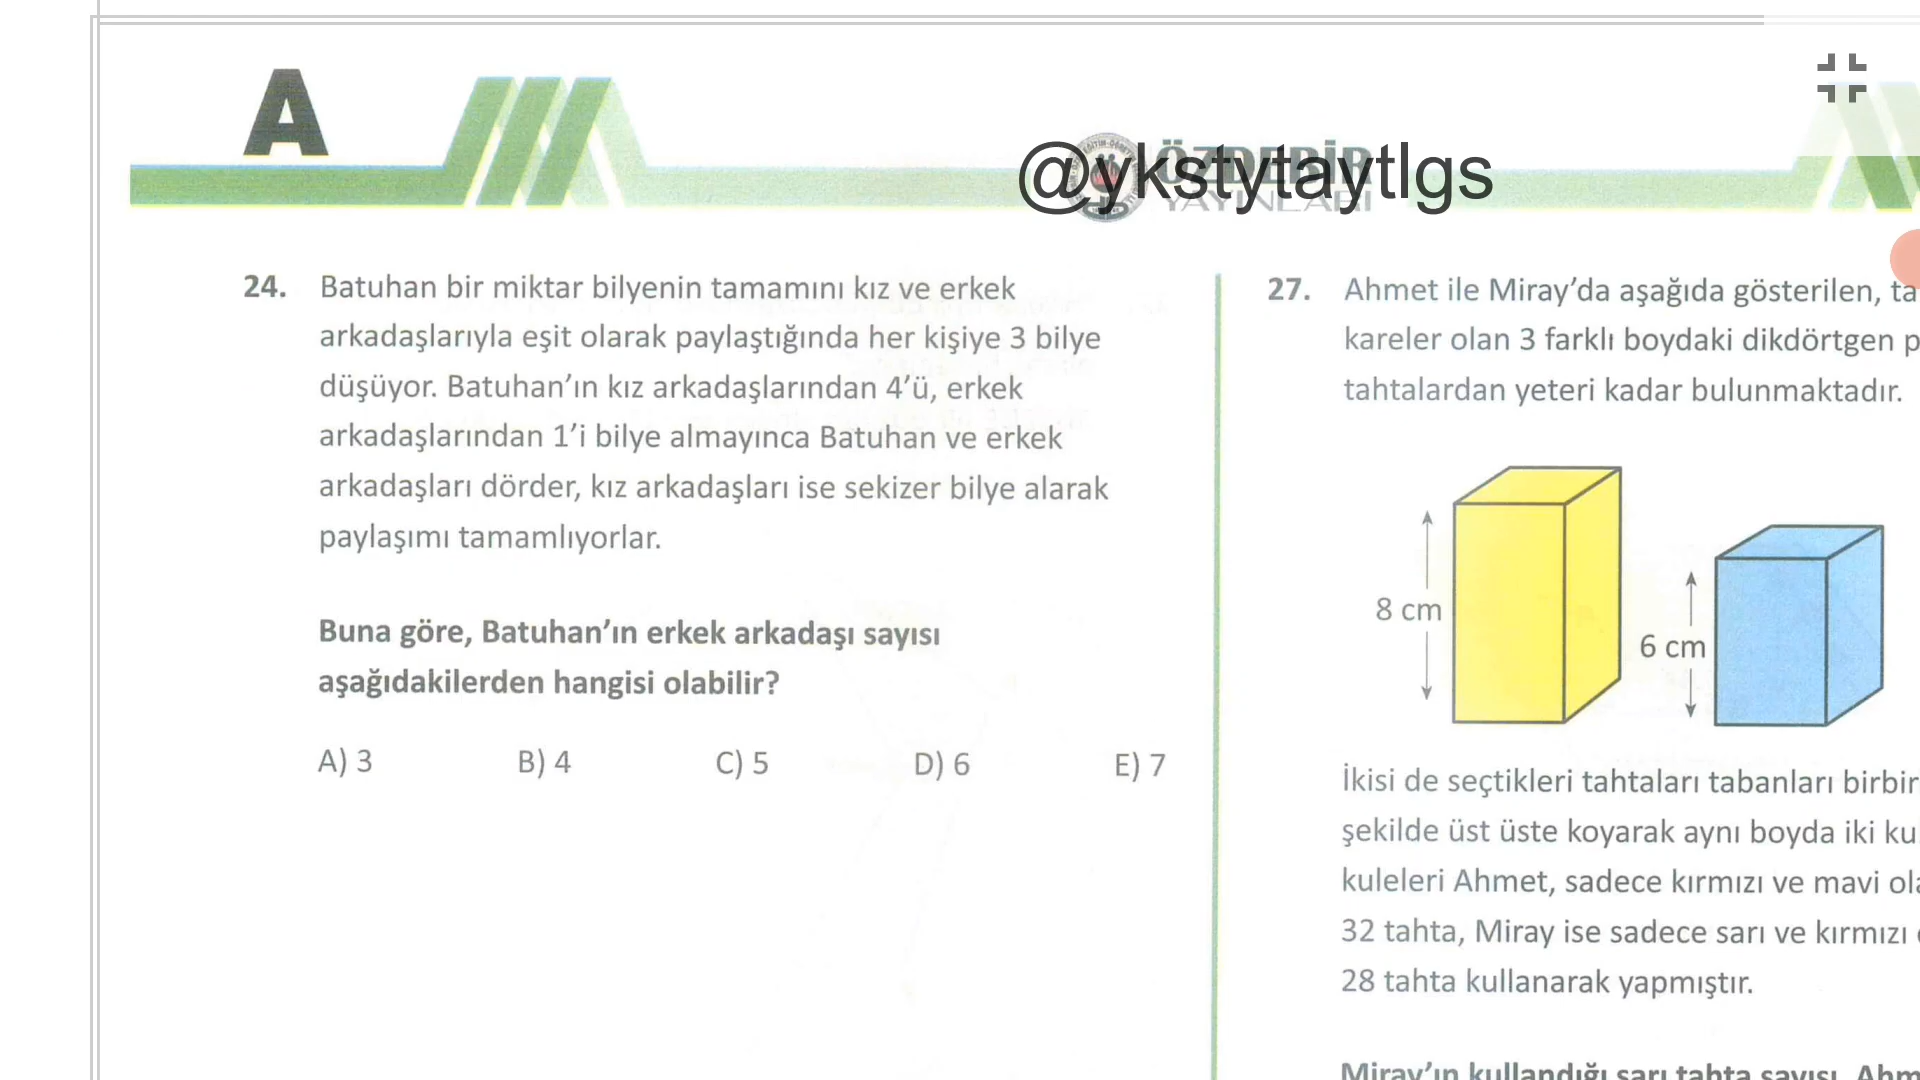 A
@ykstytaytlgs
ÖZDEBİR
YAYINLARI
24. Batuhan bir miktar bilyenin tamamını kız ve erkek
arkadaşlarıyla eşit olarak paylaştığında her kişiye 3 bilye
düşüyor. Batuhan’ın kız arkadaşlarından 4’ü, erkek
arkadaşlarından 1’i bilye almayınca Batuhan ve erkek
arkadaşları dörder, kız arkadaşları ise sekizer bilye alarak
paylaşımı tamamlıyorlar.
Buna göre, Batuhan’ın erkek arkadaşı sayısı
aşağıdakilerden hangisi olabilir?
A) 3 B) 4 C) 5 D) 6 E) 7
27. Ahmet ile Miray’da aşağıda gösterilen, ta
kareler olan 3 farklı boydaki dikdörtgen p
tahtalardan yeteri kadar bulunmaktadır.
8 cm
6 cm
İkisi de seçtikleri tahtaları tabanları birbir
şekilde üst üste koyarak aynı boyda iki ku
kuleleri Ahmet, sadece kırmızı ve mavi ola
32 tahta, Miray ise sadece sarı ve kırmızı
28 tahta kullanarak yapmıştır.
Miray’ın kullandığı sarı tahta sayısı, Ahm